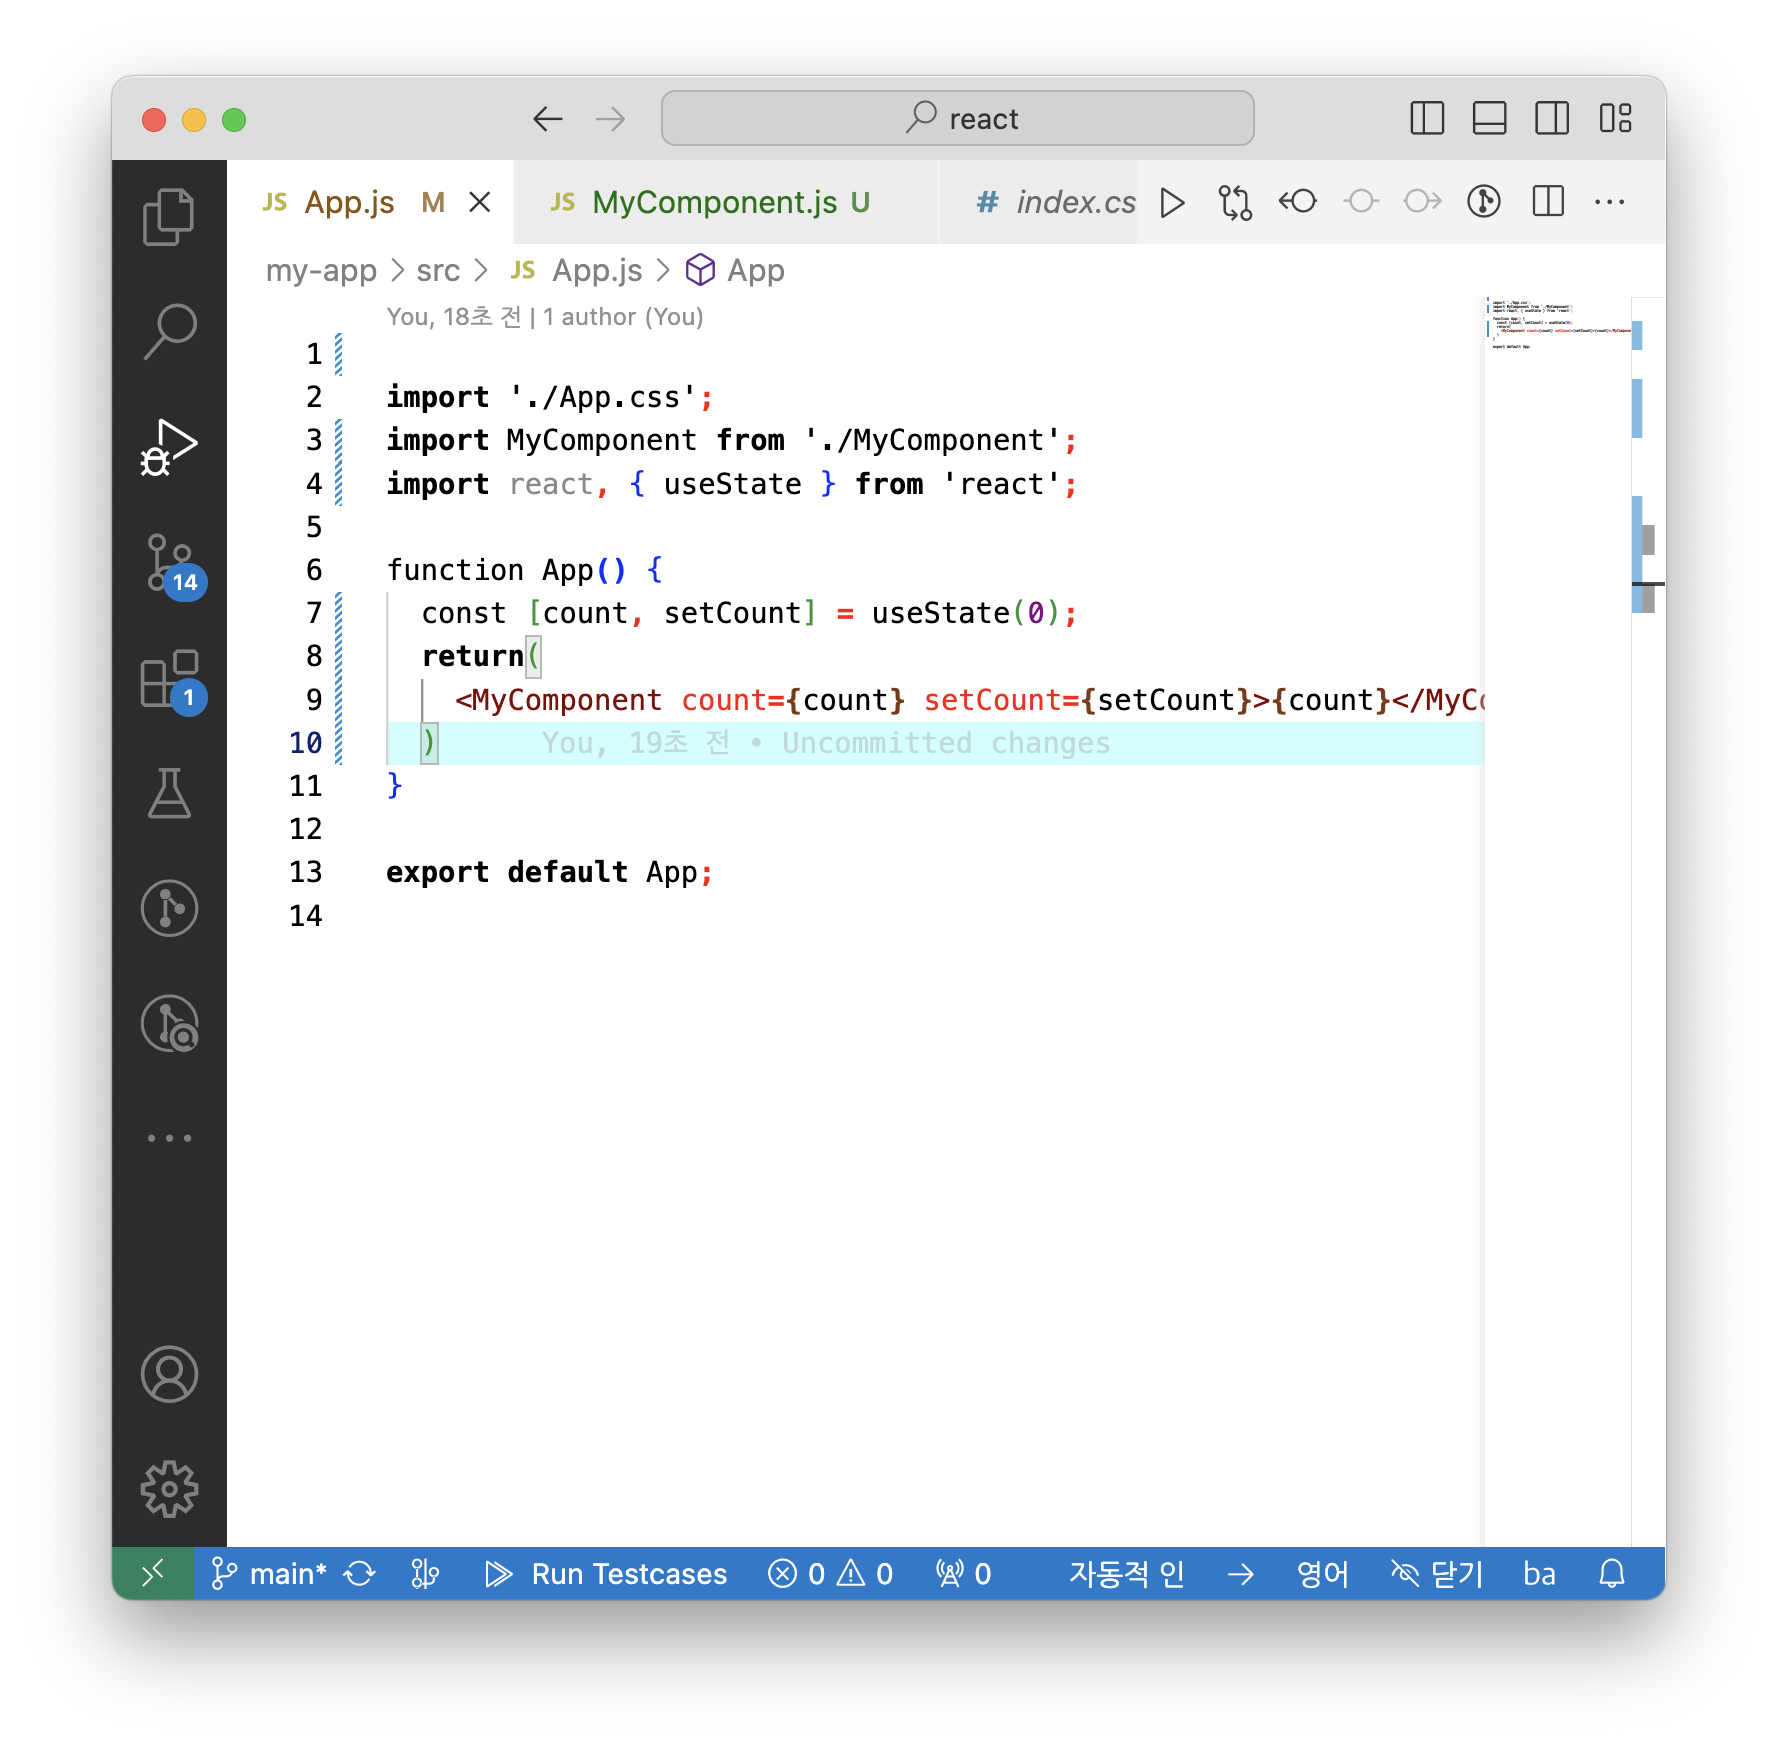 react
JS App.js M
JS MyComponent.js U
# index.cs
my-app > src > JS App.js > App
You, 18초 전 | 1 author (You)
1
2 import './App.css';
3 import MyComponent from './MyComponent';
4 import react, { useState } from 'react';
5
6 function App() {
7 const [count, setCount] = useState(0);
8 return(
9 <MyComponent count={count} setCount={setCount}>{count}</MyCo
10 ) You, 19초 전 • Uncommitted changes
11 }
12
13 export default App;
14
14
1
main* Run Testcases 0 0 0 자동적 인 → 영어 닫기 ba